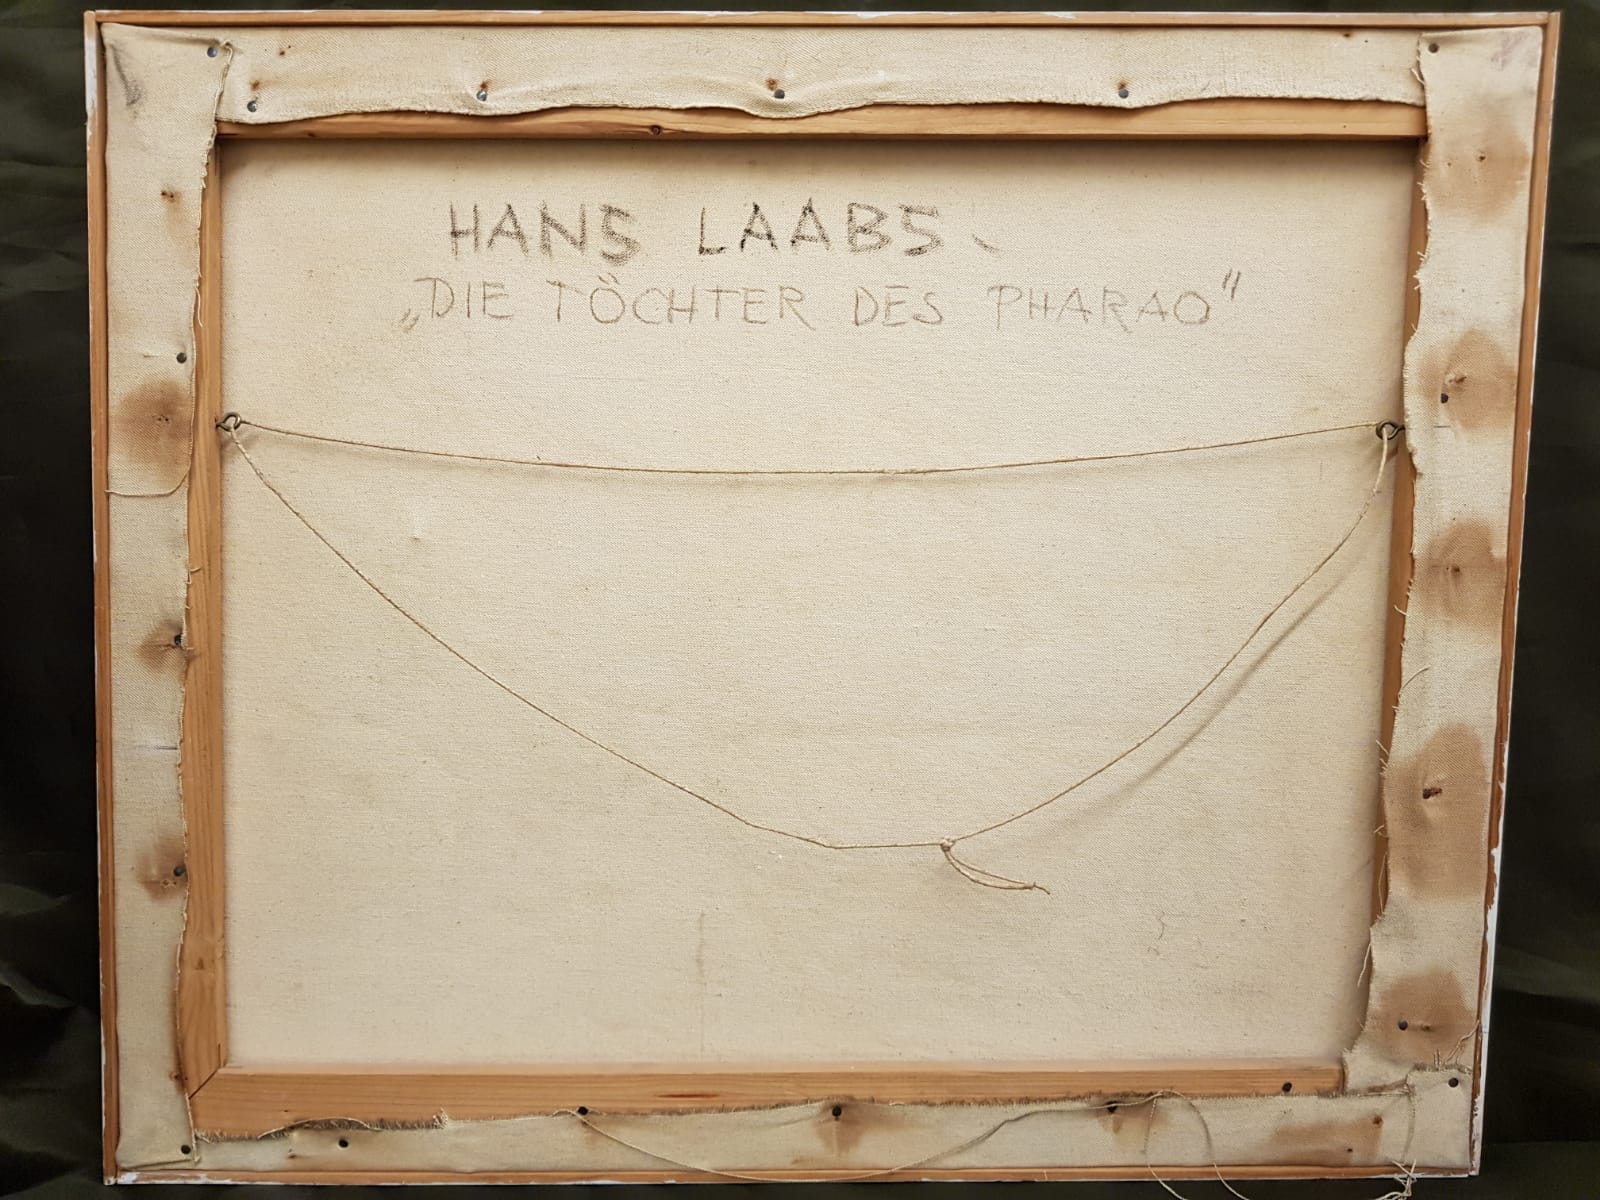 HANS LAABS
„DIE TÖCHTER DES PHARAO"